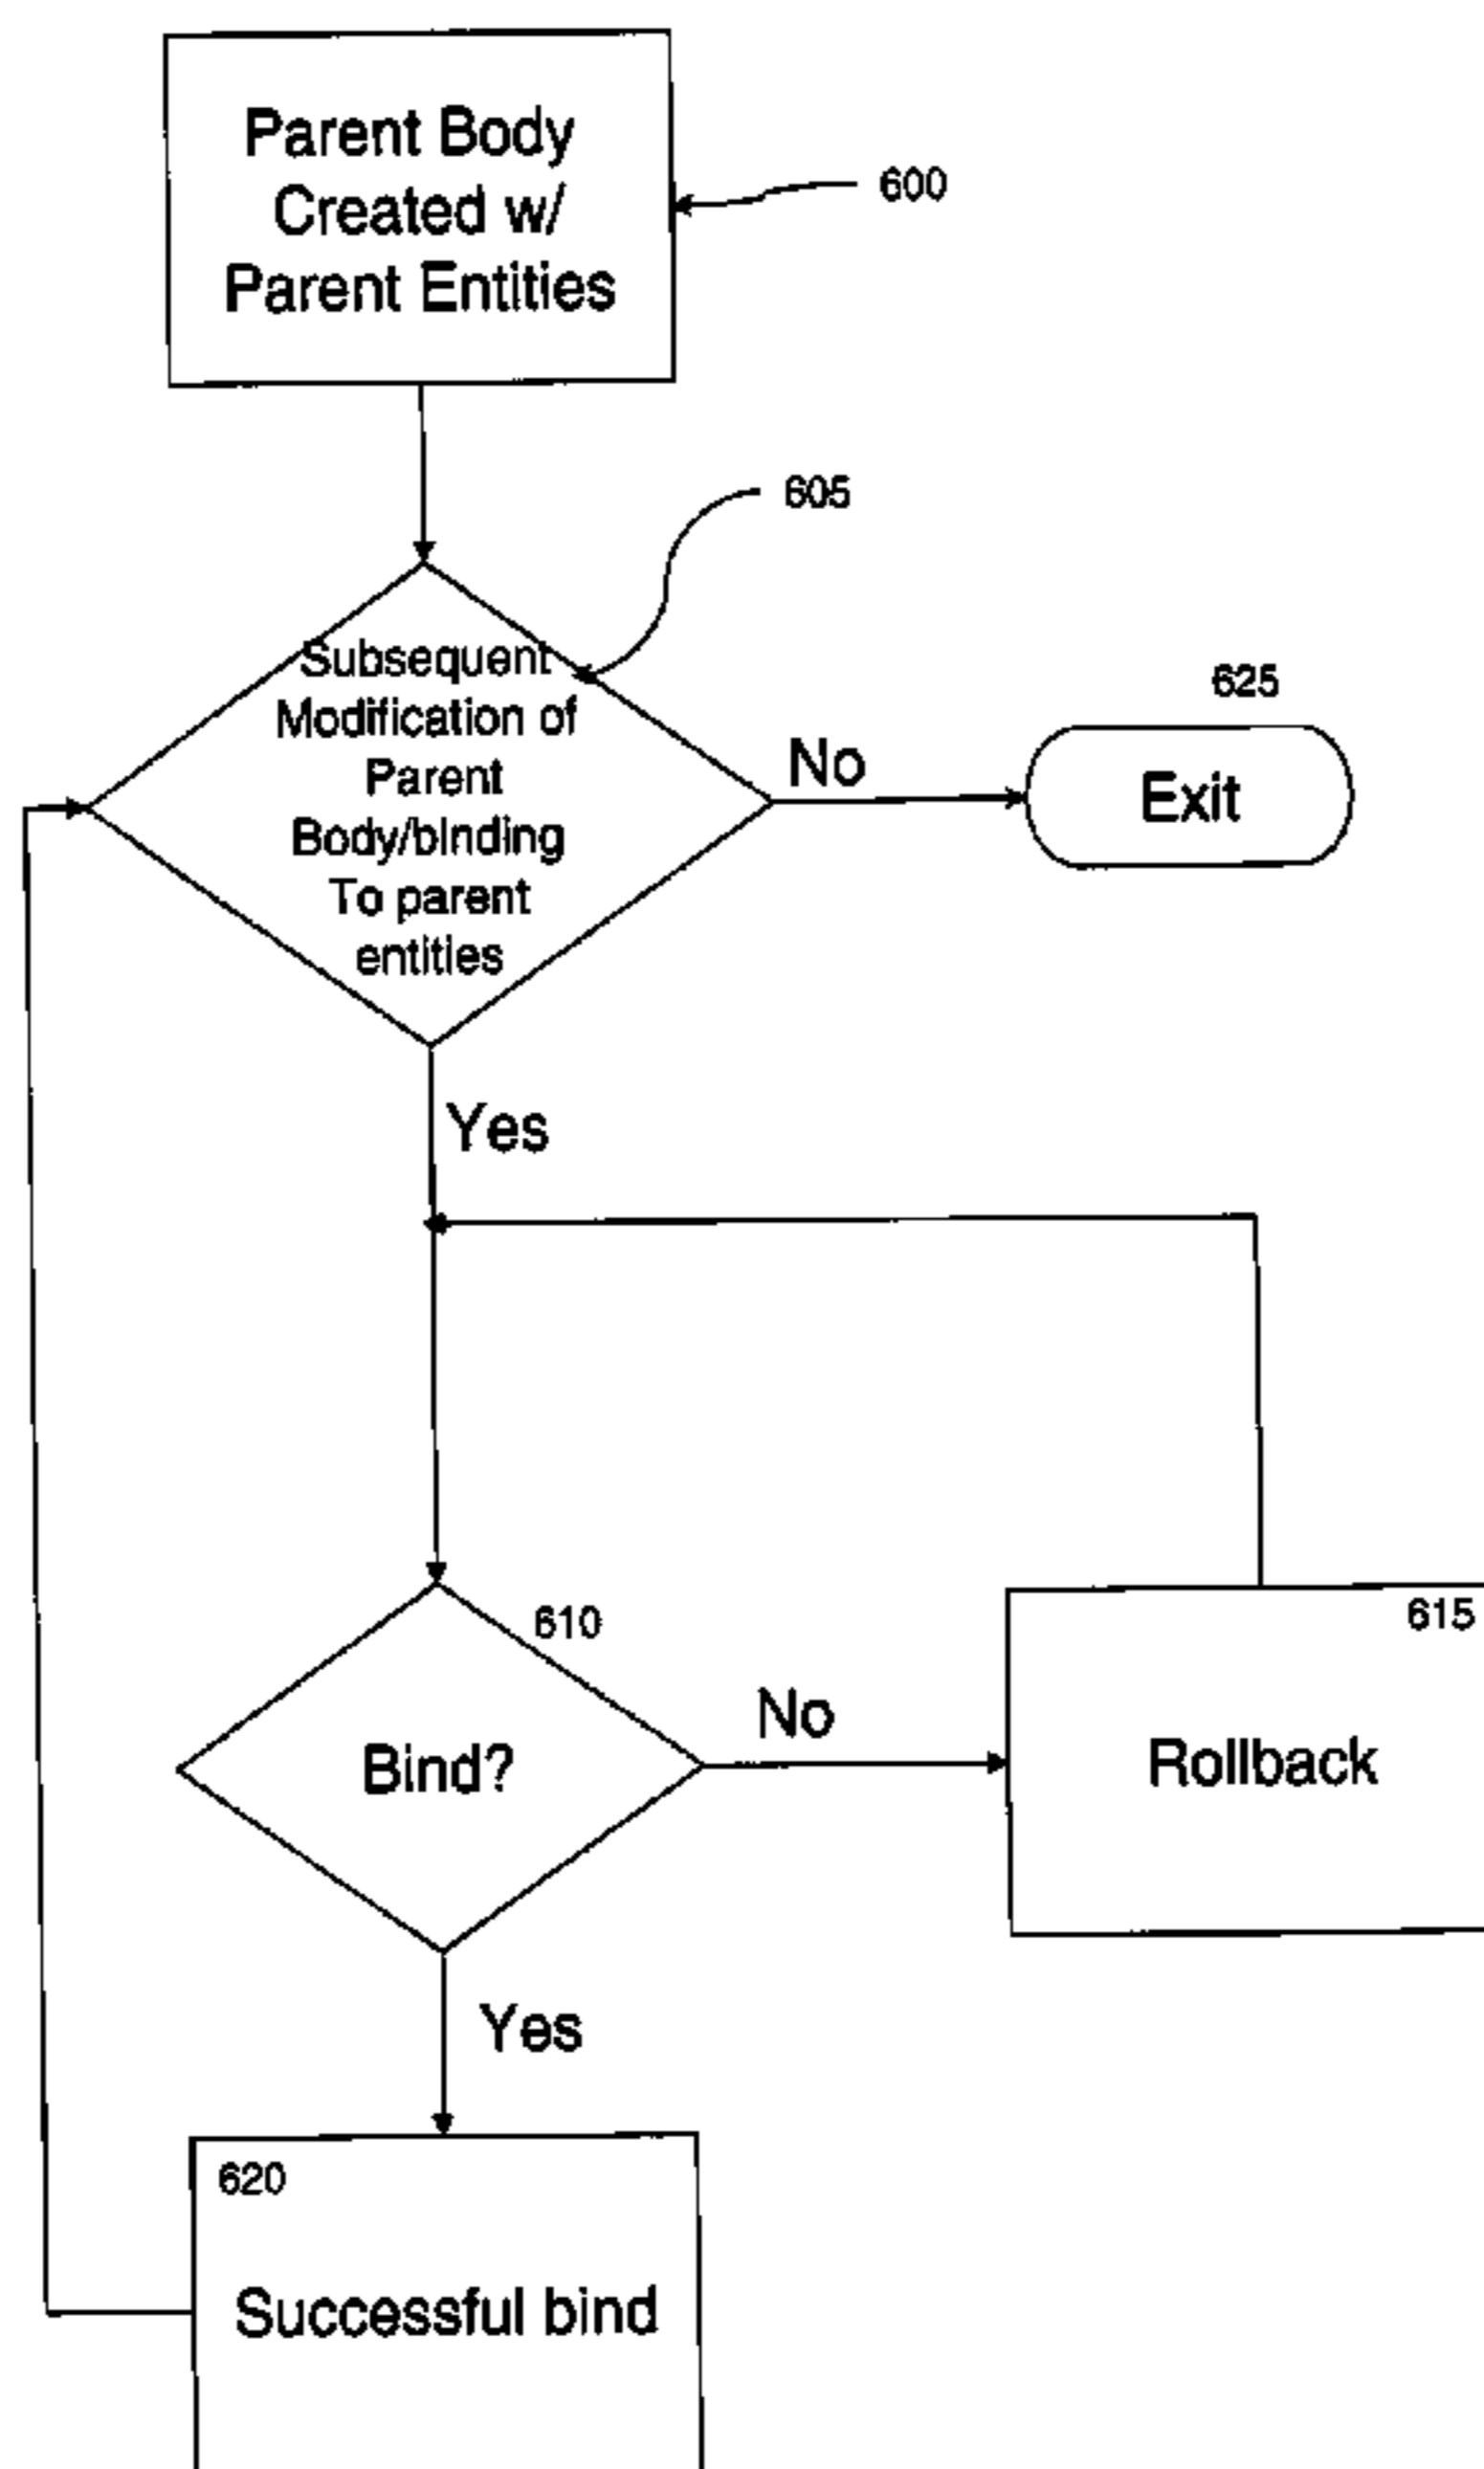 Parent Body
Created w/
Parent Entities
600
605
Subsequent
Modification of
Parent
Body/binding
To parent
entities
No
625
Exit
Yes
610
Bind?
No
615
Rollback
Yes
620
Successful bind